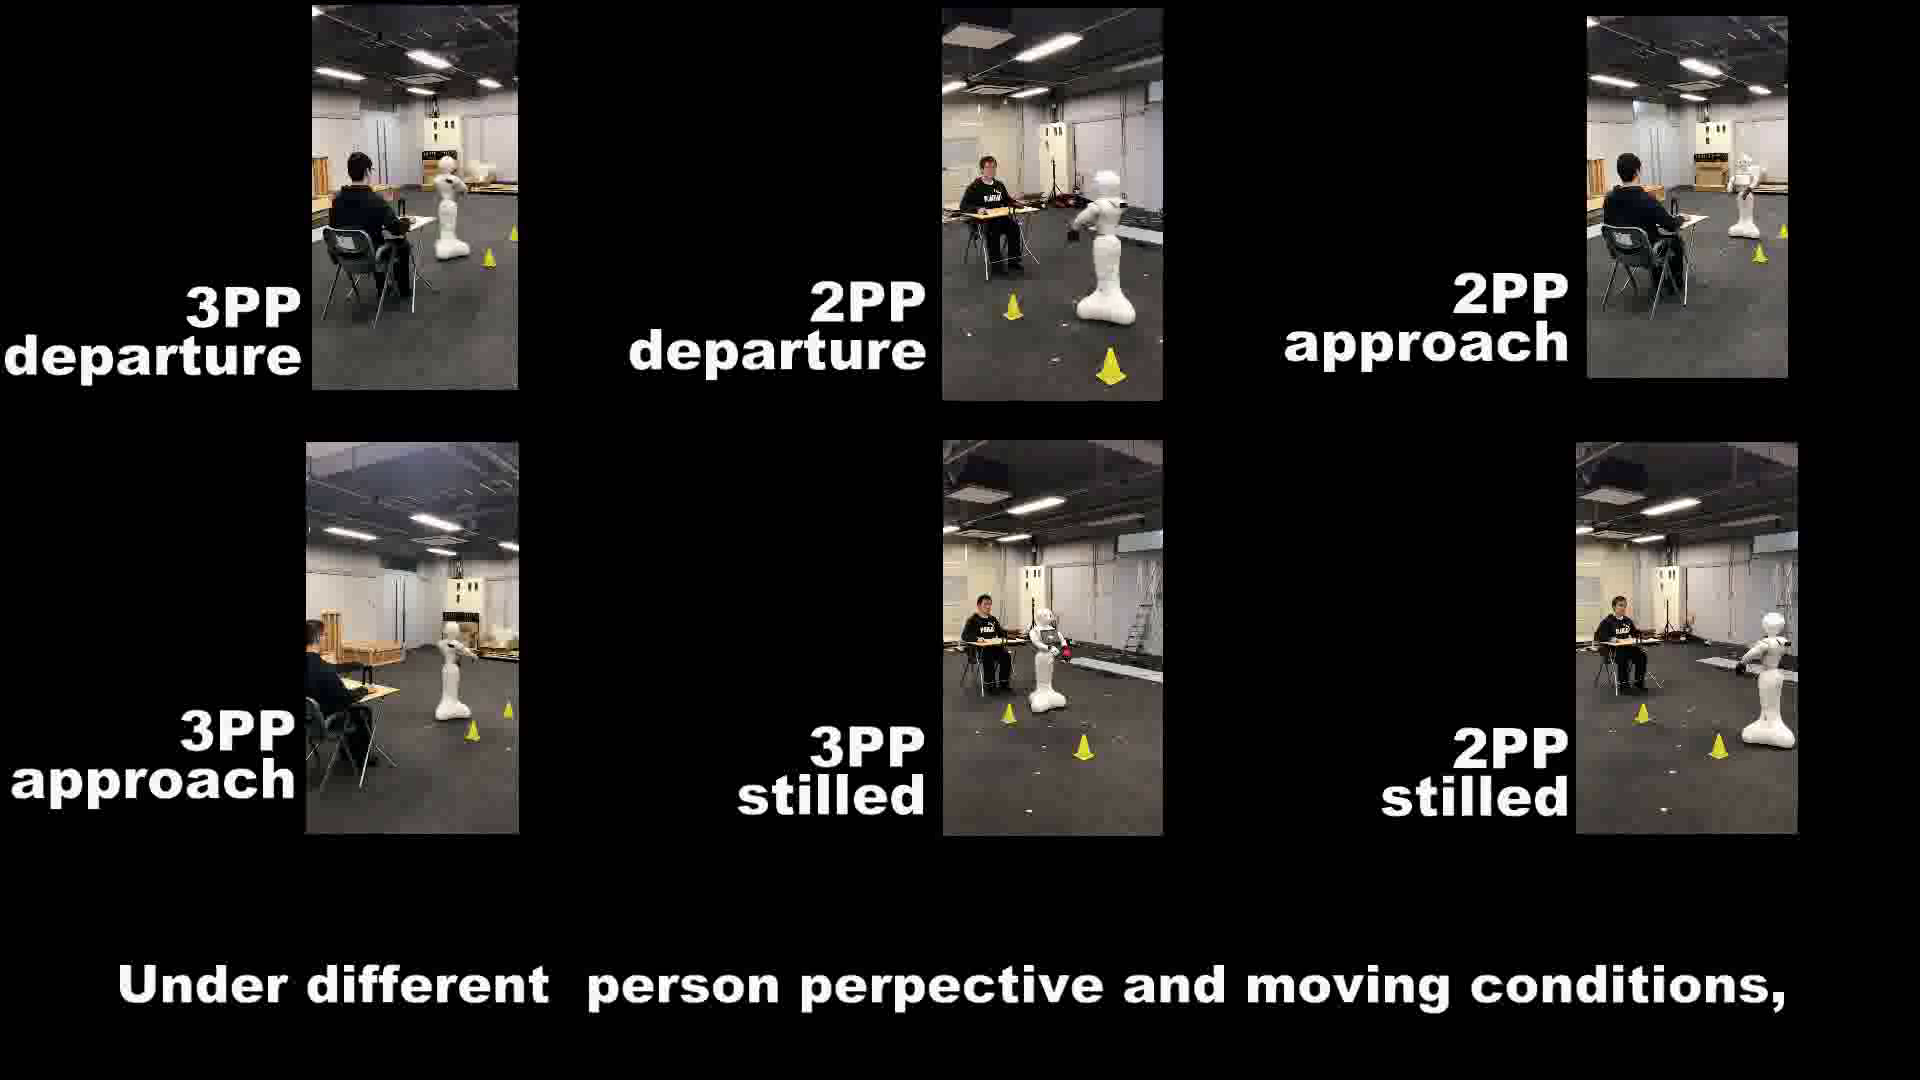 3PP
departure
2PP
departure
2PP
approach
3PP
approach
3PP
stilled
2PP
stilled
Under different  person perpective and moving conditions,